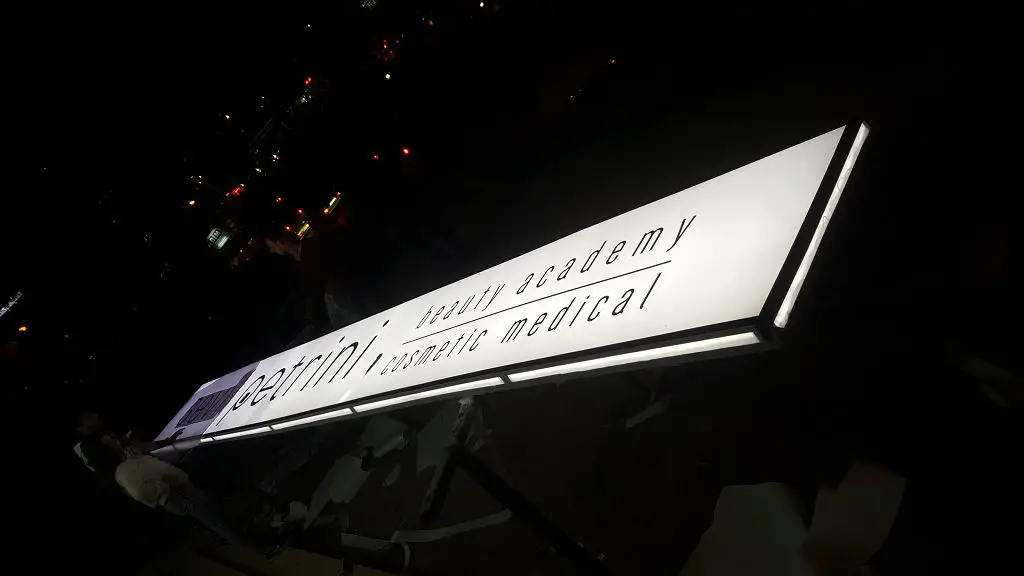 petrini
beauty academy
cosmetic medical